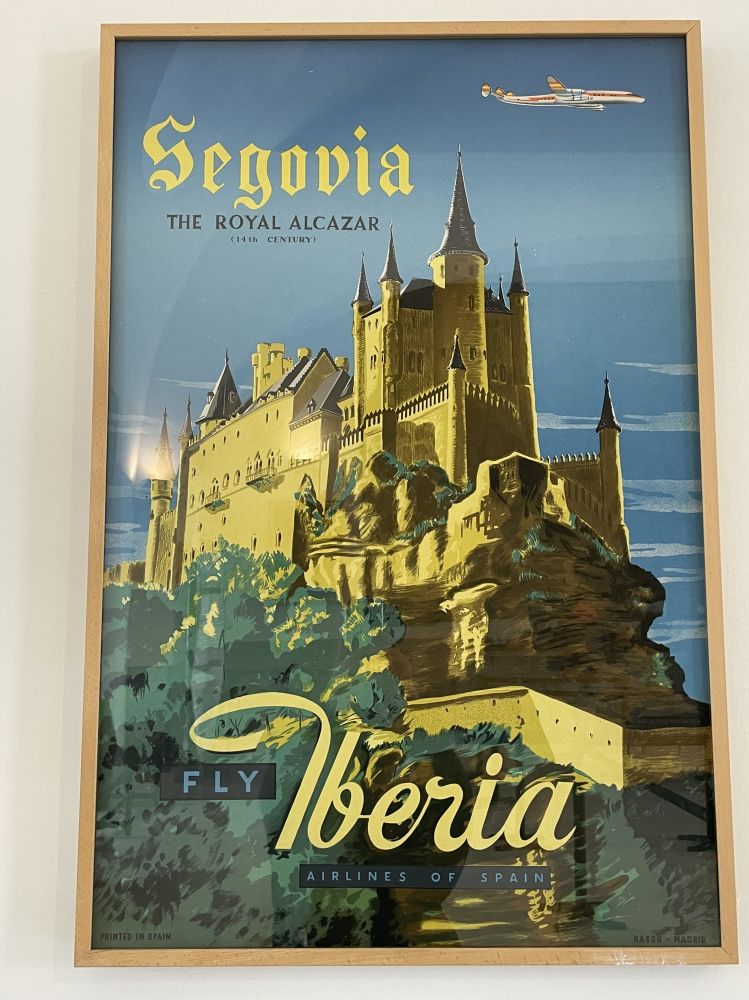 Segovia
THE ROYAL ALCAZAR
(14th CENTURY)
FLY Iberia
AIRLINES OF SPAIN
PRINTED IN SPAIN
RASGO - MADRID